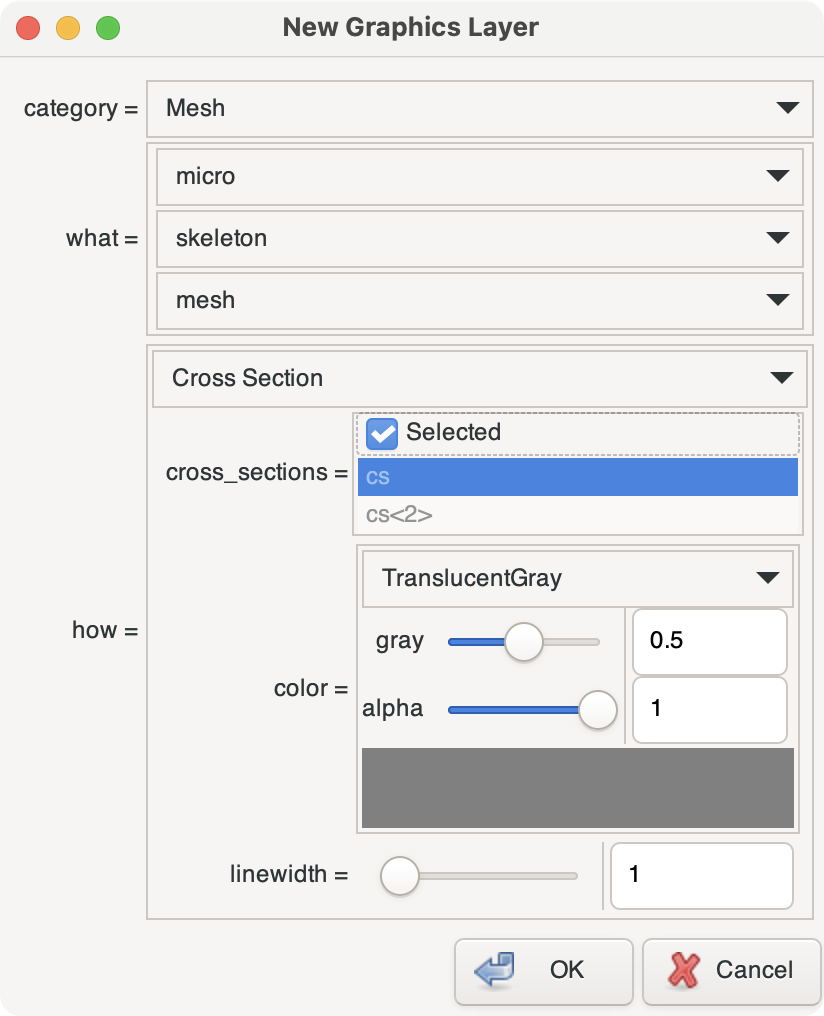 New Graphics Layer
category = Mesh
what = micro
skeleton
mesh
how = Cross Section
cross_sections = Selected
cs
cs<2>
color = TranslucentGray
gray 0.5
alpha 1
linewidth = 1
OK Cancel